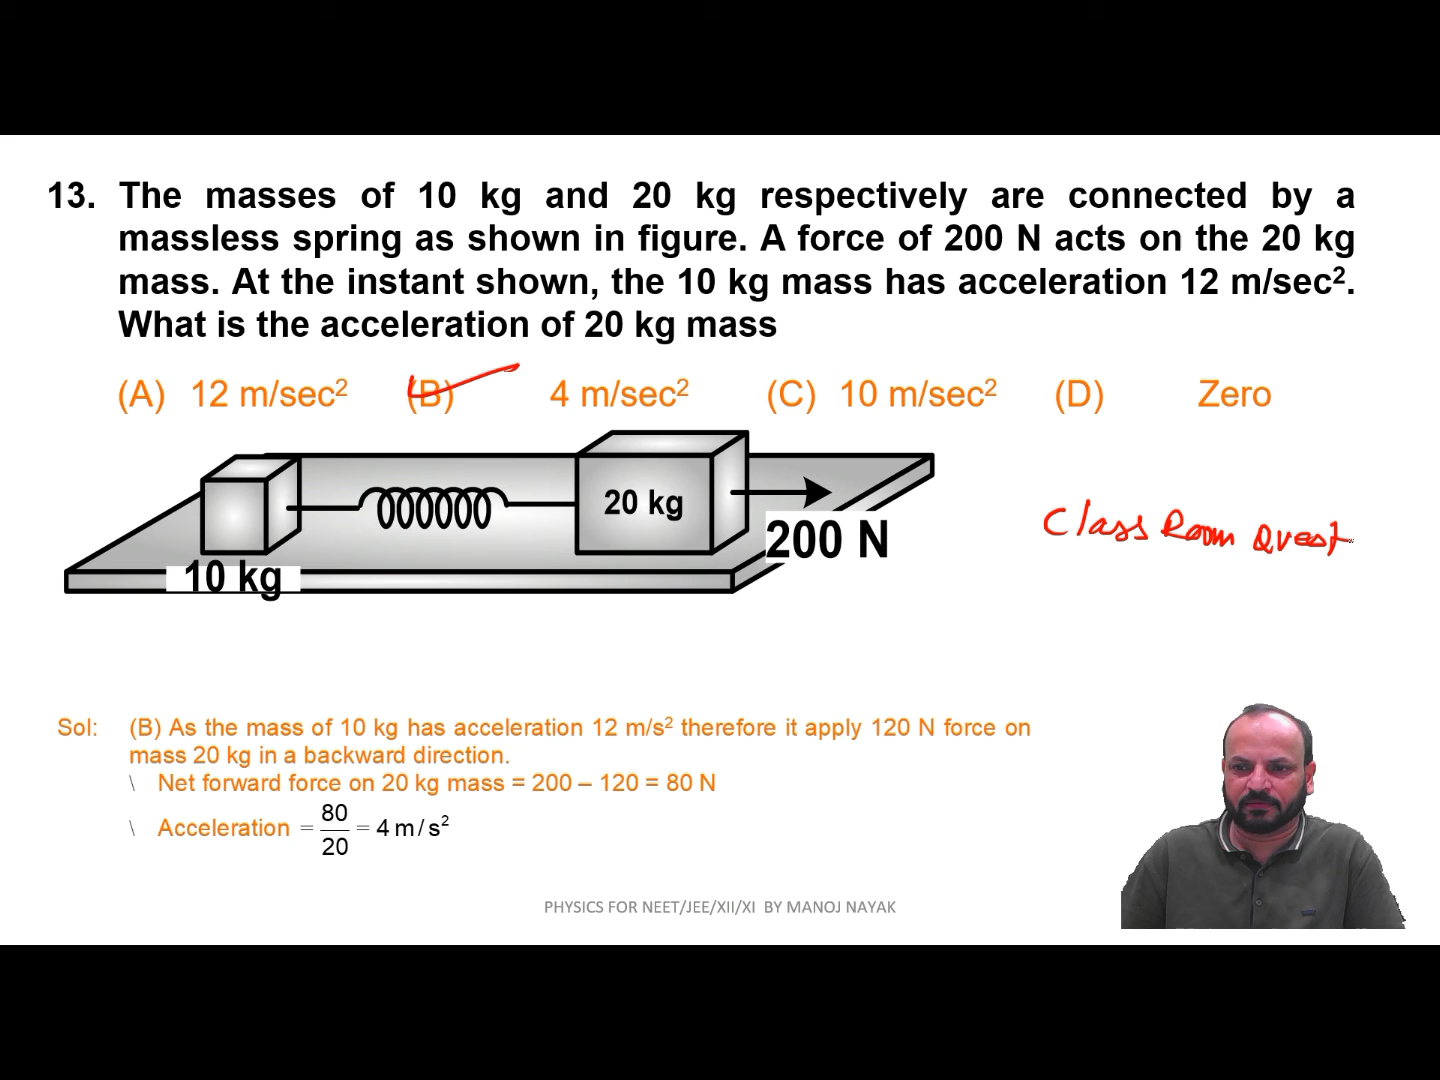 13. The masses of 10 kg and 20 kg respectively are connected by a
massless spring as shown in figure. A force of 200 N acts on the 20 kg
mass. At the instant shown, the 10 kg mass has acceleration 12 m/sec².
What is the acceleration of 20 kg mass
(A) 12 m/sec² (B) 4 m/sec² (C) 10 m/sec² (D) Zero
20 kg
200 N
10 kg
Class Room Quest
Sol: (B) As the mass of 10 kg has acceleration 12 m/s² therefore it apply 120 N force on
mass 20 kg in a backward direction.
\ Net forward force on 20 kg mass = 200 – 120 = 80 N
\ Acceleration = 80/20 = 4 m/s²
PHYSICS FOR NEET/JEE/XII/XI BY MANOJ NAYAK